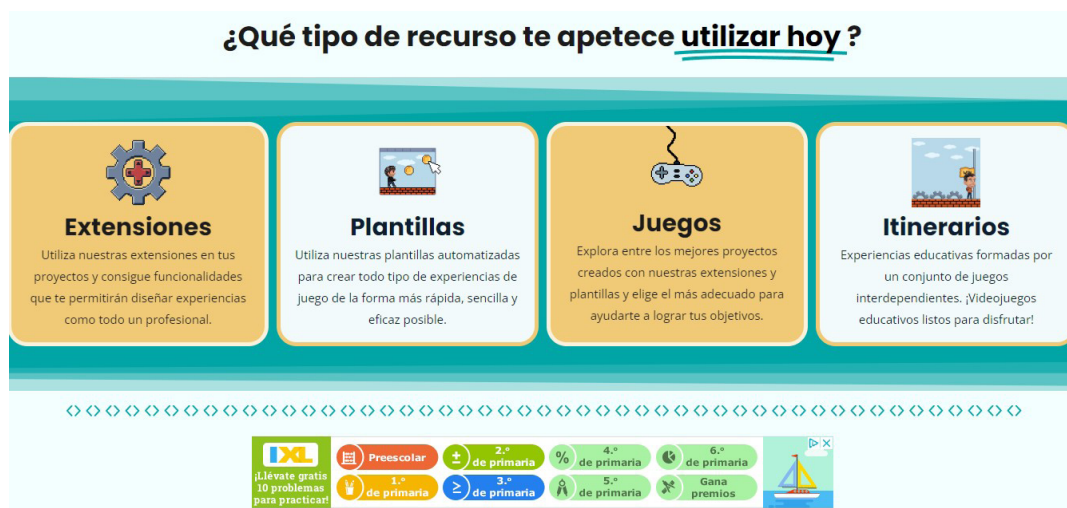 ¿Qué tipo de recurso te apetece utilizar hoy ?
Extensiones
Utiliza nuestras extensiones en tus
proyectos y consigue funcionalidades
que te permitirán diseñar experiencias
como todo un profesional.
Plantillas
Utiliza nuestras plantillas automatizadas
para crear todo tipo de experiencias de
juego de la forma más rápida, sencilla y
eficaz posible.
Juegos
Explora entre los mejores proyectos
creados con nuestras extensiones y
plantillas y elige el más adecuado para
ayudarte a lograr tus objetivos.
Itinerarios
Experiencias educativas formadas por
un conjunto de juegos
interdependientes. ¡Videojuegos
educativos listos para disfrutar!
IXL
¡Llévate gratis
10 problemas
para practicar!
Preescolar
1.º
de primaria
2.º
de primaria
3.º
de primaria
4.º
de primaria
5.º
de primaria
6.º
de primaria
Gana
premios